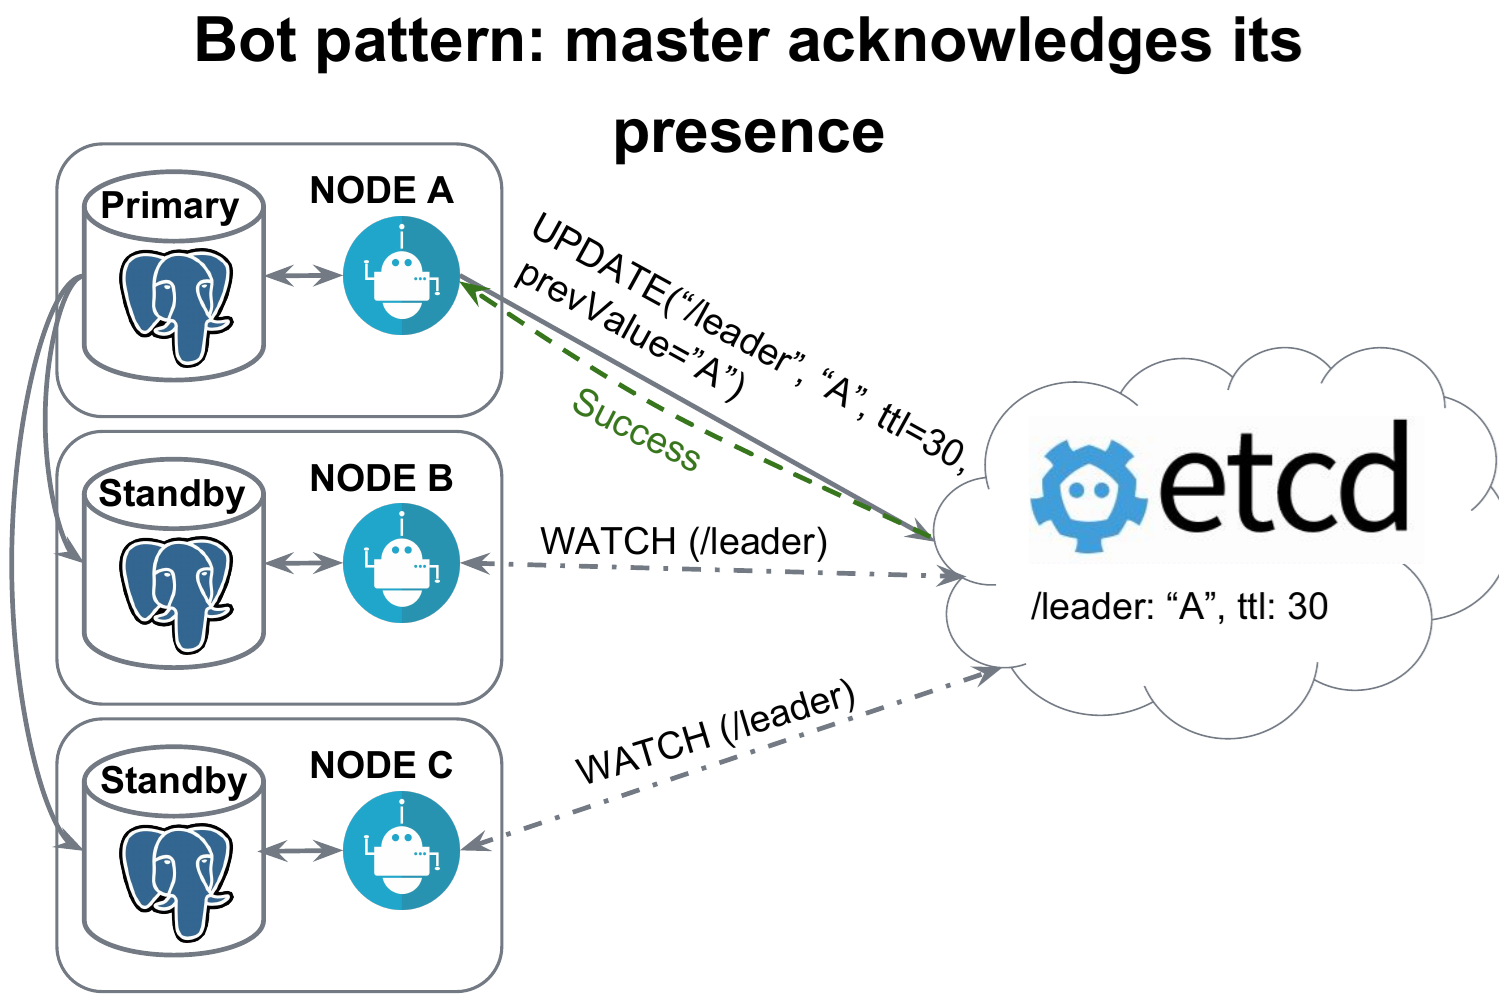 Bot pattern: master acknowledges its
presence
Primary
NODE A
UPDATE(“/leader”, “A”, ttl=30,
prevValue=”A”)
Success
Standby
NODE B
WATCH (/leader)
etcd
/leader: “A”, ttl: 30
Standby
NODE C
WATCH (/leader)